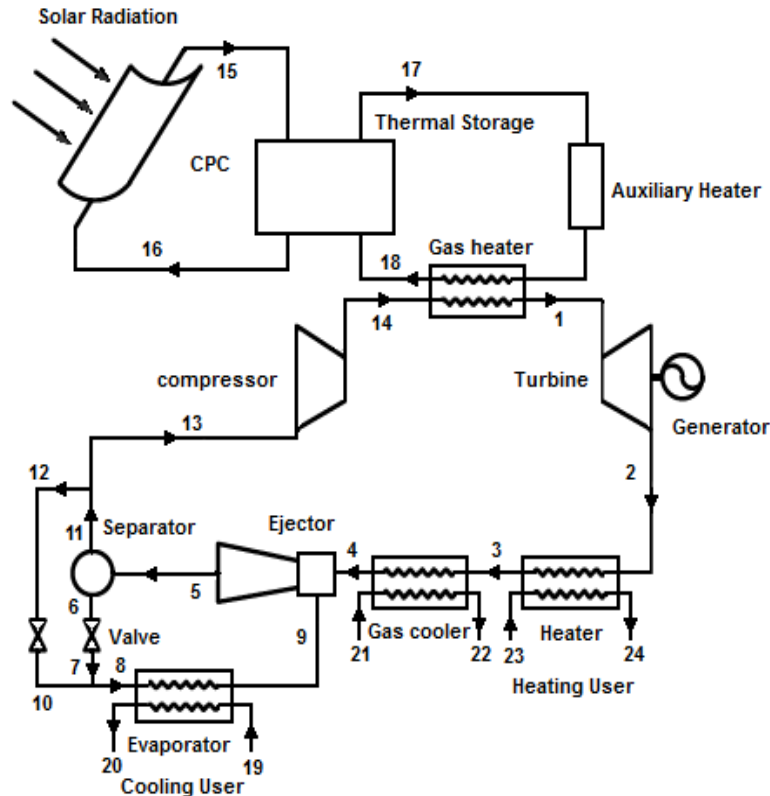 Solar Radiation
15
17
Thermal Storage
CPC
Auxiliary Heater
16
18
Gas heater
14
1
compressor
Turbine
Generator
13
12
2
11
Separator
Ejector
4
3
5
6
9
Valve
Gas cooler
Heater
21
22
23
24
7
8
Heating User
10
Evaporator
20
19
Cooling User